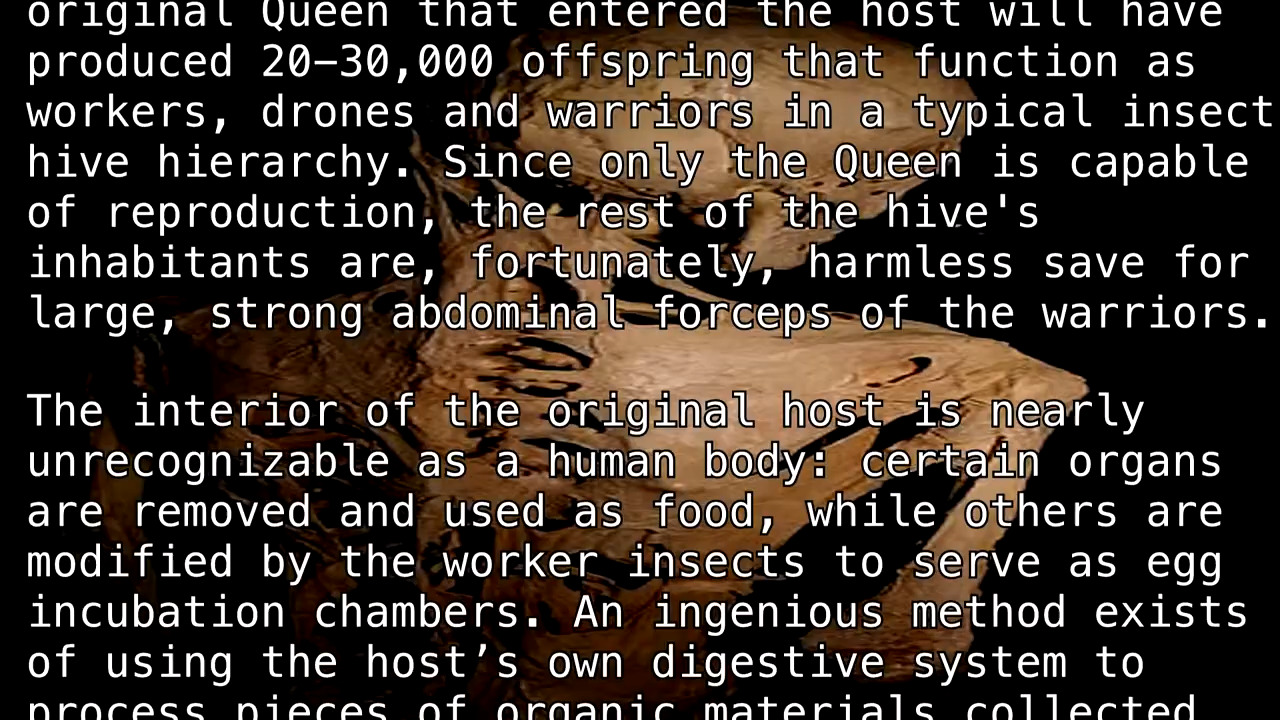 original Queen that entered the host will have
produced 20–30,000 offspring that function as
workers, drones and warriors in a typical insect
hive hierarchy. Since only the Queen is capable
of reproduction, the rest of the hive's
inhabitants are, fortunately, harmless save for
large, strong abdominal forceps of the warriors.
The interior of the original host is nearly
unrecognizable as a human body: certain organs
are removed and used as food, while others are
modified by the worker insects to serve as egg
incubation chambers. An ingenious method exists
of using the host’s own digestive system to
process pieces of organic materials collected